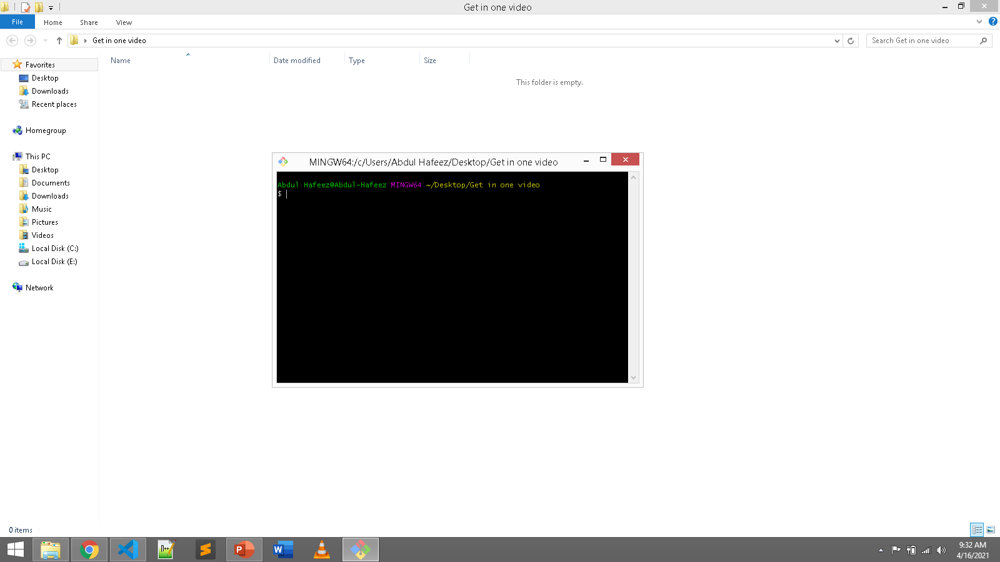 Get in one video
File Home Share View
Get in one video
Search Get in one video
Name Date modified Type Size
This folder is empty.
Favorites
Desktop
Downloads
Recent places
Homegroup
This PC
Desktop
Documents
Downloads
Music
Pictures
Videos
Local Disk (C:)
Local Disk (E:)
Network
MINGW64:/c/Users/Abdul Hafeez/Desktop/Get in one video
Abdul Hafeez@Abdul-Hafeez MINGW64 ~/Desktop/Get in one video
$
0 items
9:32 AM
4/16/2021